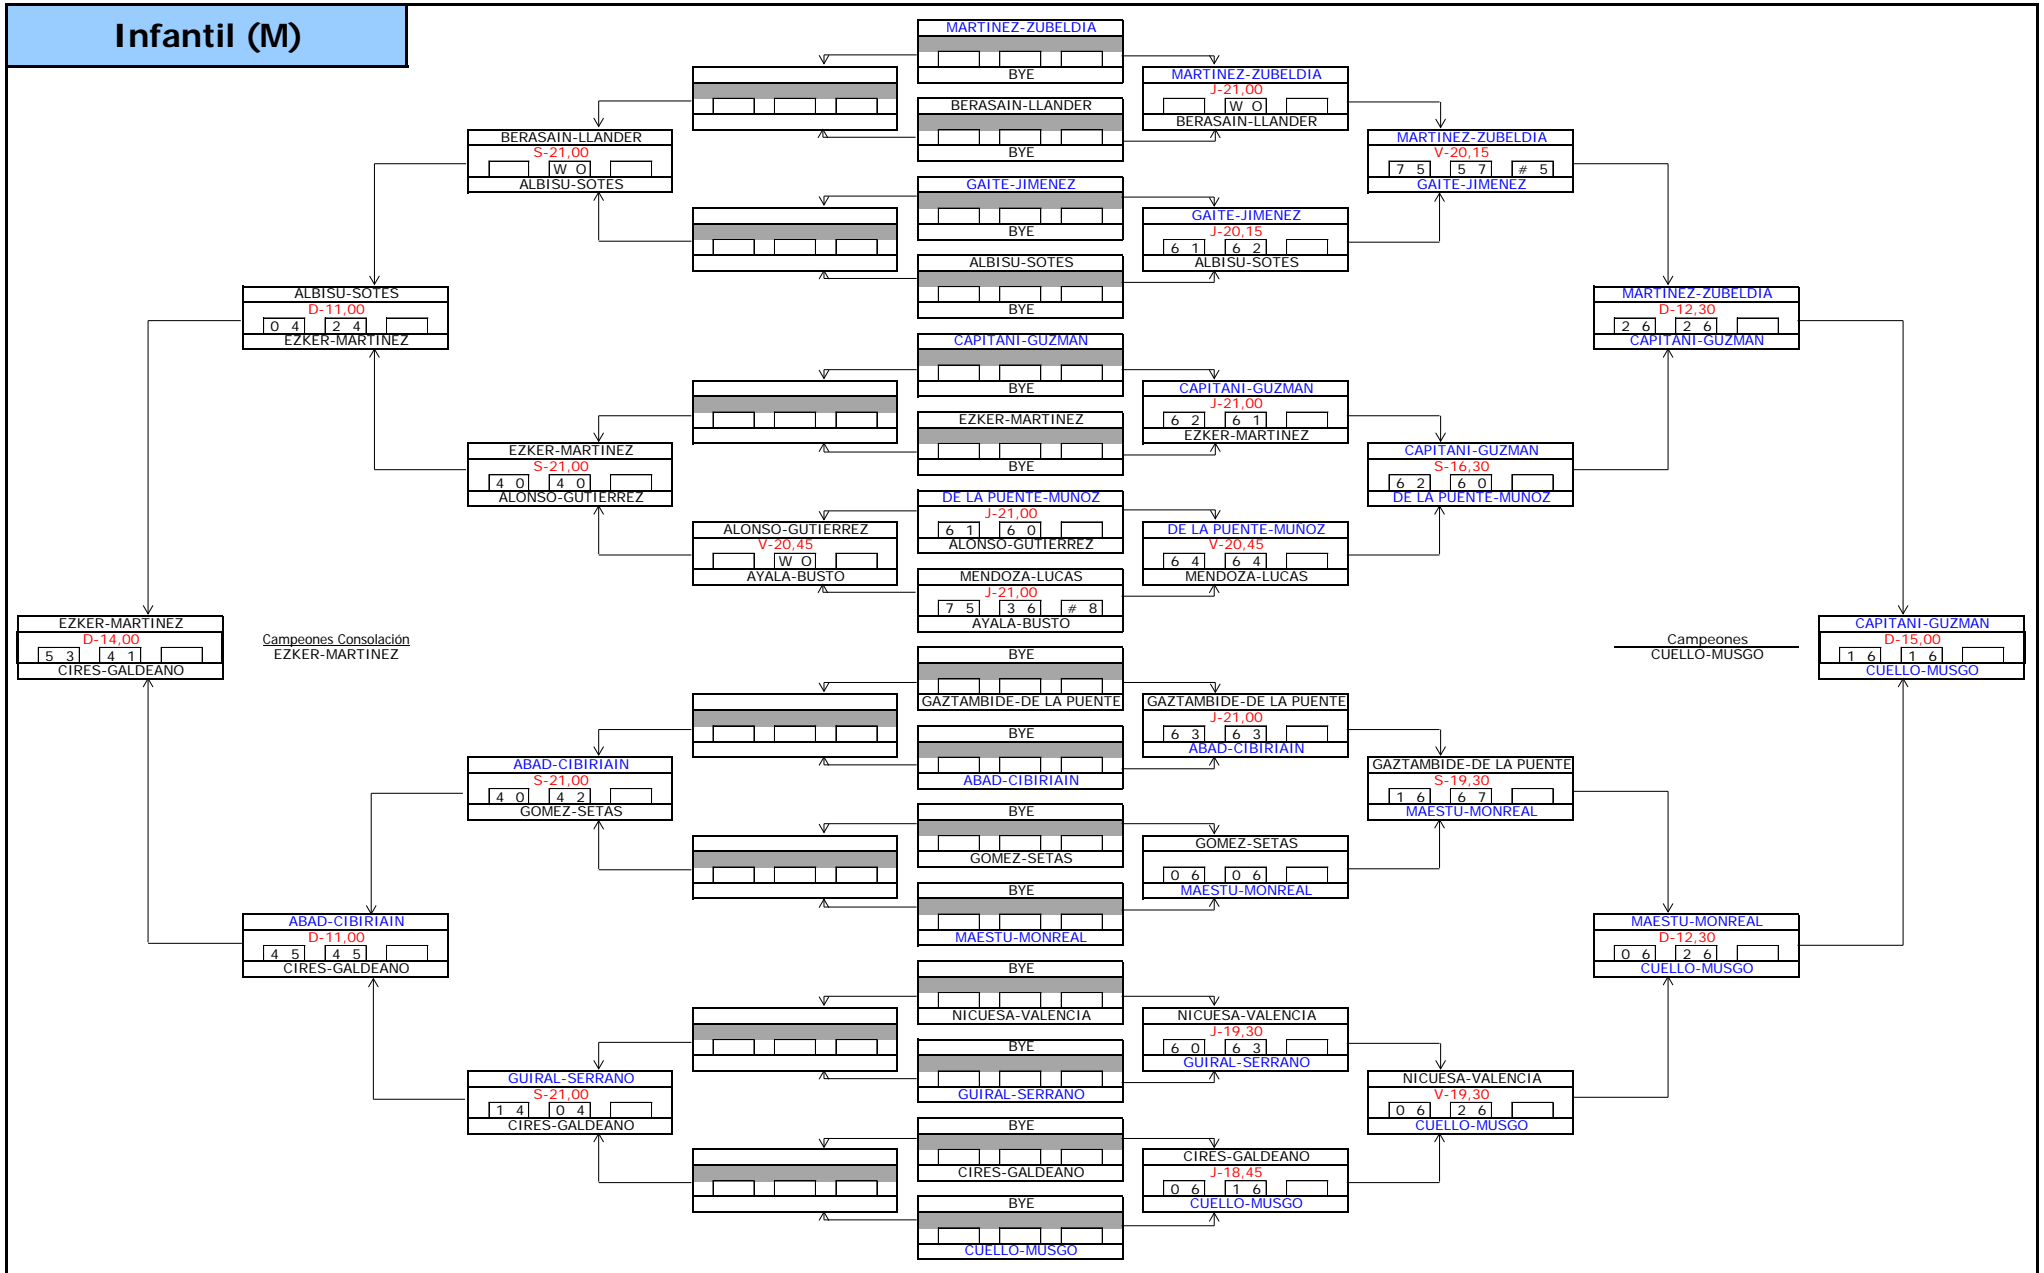 Infantil (M)
MARTINEZ-ZUBELDIA
BYE
BERASAIN-LLANDER
BYE
GAITE-JIMENEZ
BYE
ALBISU-SOTES
BYE
CAPITANI-GUZMAN
BYE
EZKER-MARTINEZ
BYE
DE LA PUENTE-MUÑOZ
J-21,00
6 1 6 0
ALONSO-GUTIERREZ
MENDOZA-LUCAS
J-21,00
7 5 3 6 # 8
AYALA-BUSTO
BYE
GAZTAMBIDE-DE LA PUENTE
BYE
ABAD-CIBIRIAIN
BYE
GOMEZ-SETAS
BYE
MAESTU-MONREAL
BYE
NICUESA-VALENCIA
BYE
GUIRAL-SERRANO
BYE
CIRES-GALDEANO
BYE
CUELLO-MUSGO
MARTINEZ-ZUBELDIA
J-21,00
W O
BERASAIN-LLANDER
GAITE-JIMENEZ
J-20,15
6 1 6 2
ALBISU-SOTES
CAPITANI-GUZMAN
J-21,00
6 2 6 1
EZKER-MARTINEZ
DE LA PUENTE-MUÑOZ
V-20,45
6 4 6 4
MENDOZA-LUCAS
GAZTAMBIDE-DE LA PUENTE
J-21,00
6 3 6 3
ABAD-CIBIRIAIN
GOMEZ-SETAS
0 6 0 6
MAESTU-MONREAL
NICUESA-VALENCIA
J-19,30
6 0 6 3
GUIRAL-SERRANO
CIRES-GALDEANO
J-18,45
0 6 1 6
CUELLO-MUSGO
MARTINEZ-ZUBELDIA
V-20,15
7 5 5 7 # 5
GAITE-JIMENEZ
CAPITANI-GUZMAN
S-16,30
6 2 6 0
DE LA PUENTE-MUÑOZ
GAZTAMBIDE-DE LA PUENTE
S-19,30
1 6 6 7
MAESTU-MONREAL
NICUESA-VALENCIA
V-19,30
0 6 2 6
CUELLO-MUSGO
MARTINEZ-ZUBELDIA
D-12,30
2 6 2 6
CAPITANI-GUZMAN
MAESTU-MONREAL
D-12,30
0 6 2 6
CUELLO-MUSGO
CAPITANI-GUZMAN
D-15,00
1 6 1 6
CUELLO-MUSGO
Campeones
CUELLO-MUSGO
ALONSO-GUTIERREZ
V-20,45
W O
AYALA-BUSTO
BERASAIN-LLANDER
S-21,00
W O
ALBISU-SOTES
EZKER-MARTINEZ
S-21,00
4 0 4 0
ALONSO-GUTIERREZ
ABAD-CIBIRIAIN
S-21,00
4 0 4 2
GOMEZ-SETAS
GUIRAL-SERRANO
S-21,00
1 4 0 4
CIRES-GALDEANO
ALBISU-SOTES
D-11,00
0 4 2 4
EZKER-MARTINEZ
ABAD-CIBIRIAIN
D-11,00
4 5 4 5
CIRES-GALDEANO
EZKER-MARTINEZ
D-14,00
5 3 4 1
CIRES-GALDEANO
Campeones Consolación
EZKER-MARTINEZ